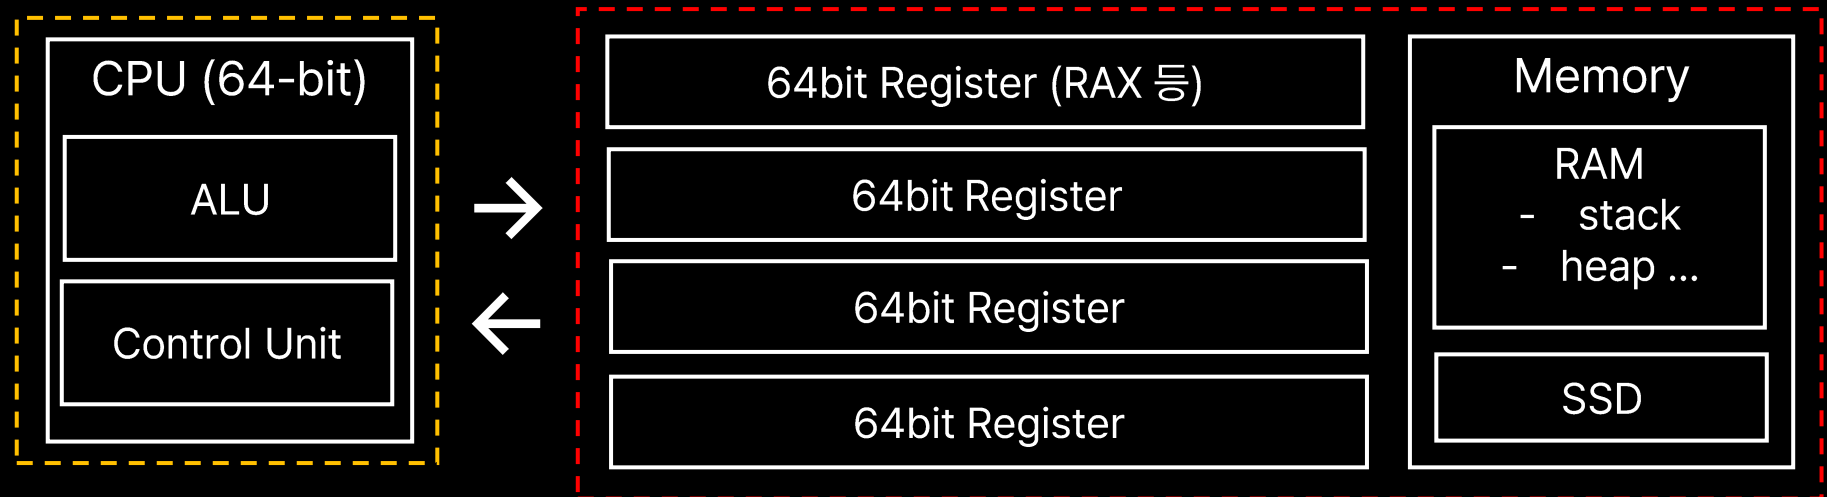 CPU (64-bit)
ALU
Control Unit
64bit Register (RAX 등)
64bit Register
64bit Register
64bit Register
Memory
RAM
- stack
- heap ...
SSD